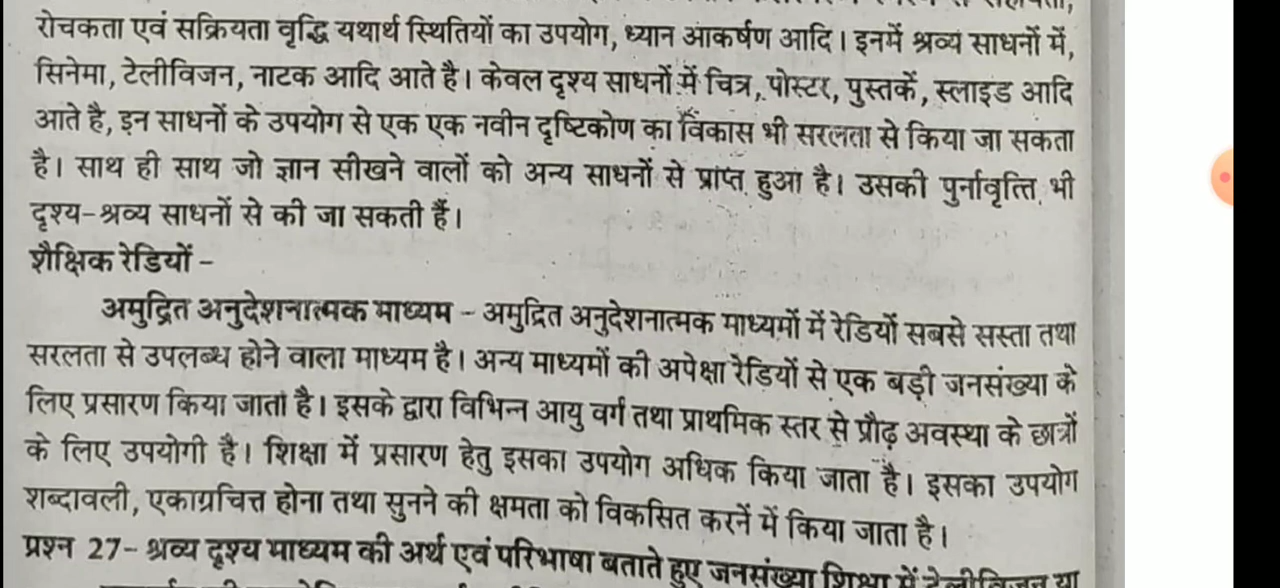 रोचकता एवं सक्रियता वृद्धि यथार्थ स्थितियों का उपयोग, ध्यान आकर्षण आदि। इनमें श्रव्य साधनों में,
सिनेमा, टेलीविजन, नाटक आदि आते है। केवल दृश्य साधनों में चित्र, पोस्टर, पुस्तकें, स्लाइड आदि
आते है, इन साधनों के उपयोग से एक एक नवीन दृष्टिकोण का विकास भी सरलता से किया जा सकता
है। साथ ही साथ जो ज्ञान सीखने वालों को अन्य साधनों से प्राप्त हुआ है। उसकी पुर्नावृत्ति भी
दृश्य-श्रव्य साधनों से की जा सकती हैं।
शैक्षिक रेडियों -
अमुद्रित अनुदेशनात्मक माध्यम - अमुद्रित अनुदेशनात्मक माध्यमों में रेडियों सबसे सस्ता तथा
सरलता से उपलब्ध होने वाला माध्यम है। अन्य माध्यमों की अपेक्षा रेडियों से एक बड़ी जनसंख्या के
लिए प्रसारण किया जाता है। इसके द्वारा विभिन्न आयु वर्ग तथा प्राथमिक स्तर से प्रौढ़ अवस्था के छात्रों
के लिए उपयोगी है। शिक्षा में प्रसारण हेतु इसका उपयोग अधिक किया जाता है। इसका उपयोग
शब्दावली, एकाग्रचित्त होना तथा सुनने की क्षमता को विकसित करनें में किया जाता है।
प्रश्न 27- श्रव्य दृश्य माध्यम की अर्थ एवं परिभाषा बताते हुए जनसंख्या शिक्षा में टेलीविजन या